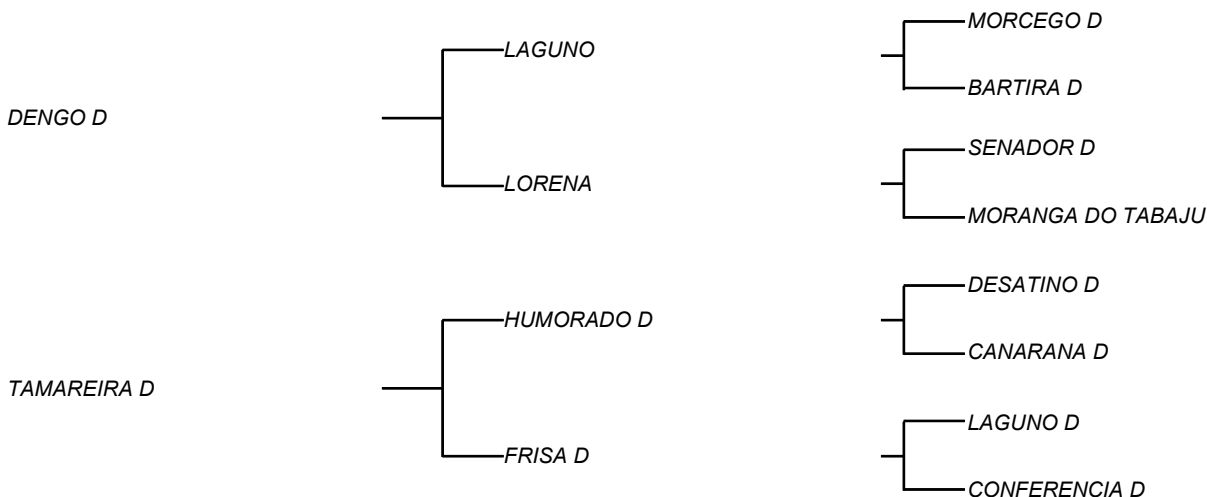 MORCEGO D
LAGUNO
BARTIRA D
DENGO D
SENADOR D
LORENA
MORANGA DO TABAJU
DESATINO D
HUMORADO D
CANARANA D
TAMAREIRA D
LAGUNO D
FRISA D
CONFERENCIA D